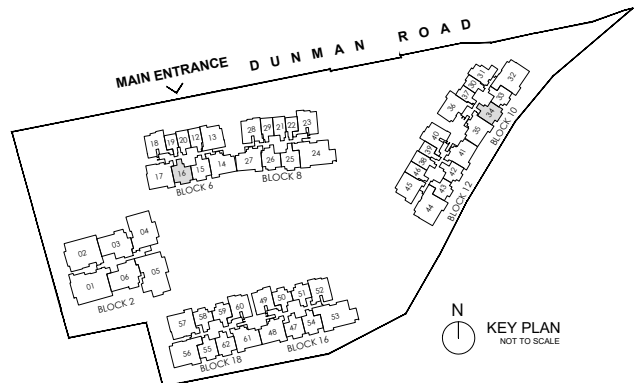 DUNMAN ROAD
MAIN ENTRANCE
18 19 20 12 13
17 16 15 14
BLOCK 6
28 29 21 22 23
27 26 25 24
BLOCK 8
31 32
30
37 33
36 34
35
BLOCK 10
40 41
39
38 42
46 43
45 44
BLOCK 12
02 03 04
01 06 05
BLOCK 2
57 58 59 60
56 55 62 61
BLOCK 18
49 50 51 52
48 47 54 53
BLOCK 16
N
KEY PLAN
NOT TO SCALE